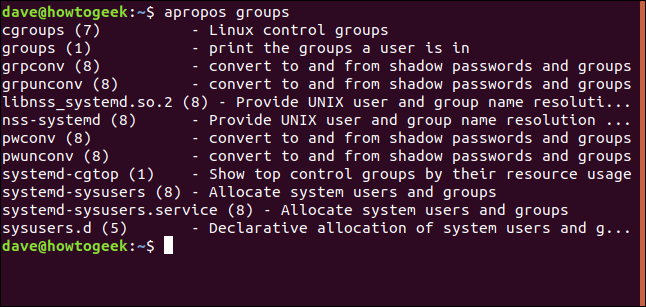 dave@howtogeek:~$ apropos groups
cgroups (7)          - Linux control groups
groups (1)           - print the groups a user is in
grpconv (8)          - convert to and from shadow passwords and groups
grpunconv (8)        - convert to and from shadow passwords and groups
libnss_systemd.so.2 (8) - Provide UNIX user and group name resoluti...
nss-systemd (8)      - Provide UNIX user and group name resolution ...
pwconv (8)           - convert to and from shadow passwords and groups
pwunconv (8)         - convert to and from shadow passwords and groups
systemd-cgtop (1)    - Show top control groups by their resource usage
systemd-sysusers (8) - Allocate system users and groups
systemd-sysusers.service (8) - Allocate system users and groups
sysusers.d (5)       - Declarative allocation of system users and g...
dave@howtogeek:~$